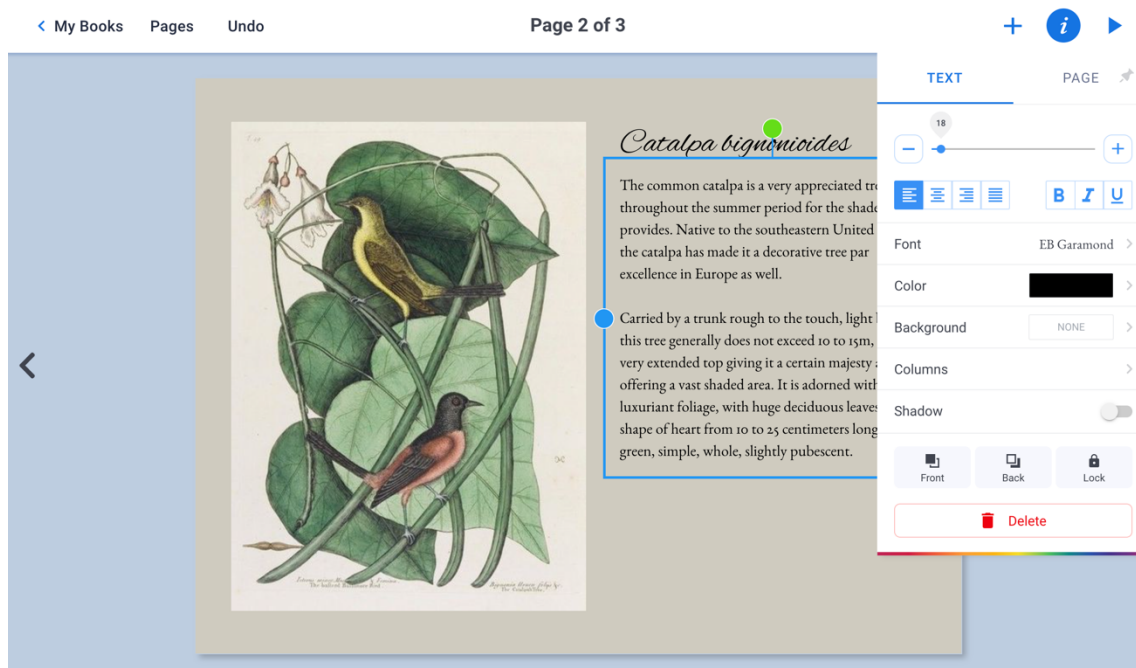 My Books
Pages
Undo
Page 2 of 3
i
TEXT
PAGE
18
B I U
Font
EB Garamond
Color
Background
NONE
Columns
Shadow
Front
Back
Lock
Delete
Catalpa bignonioides
The common catalpa is a very appreciated
throughout the summer period for the shade
provides. Native to the southeastern United
the catalpa has made it a decorative tree par
excellence in Europe as well.
Carried by a trunk rough to the touch, light
this tree generally does not exceed 10 to 15m,
very extended top giving it a certain majesty
offering a vast shaded area. It is adorned with
luxuriant foliage, with huge deciduous leaves
shape of heart from 10 to 25 centimeters long
green, simple, whole, slightly pubescent.